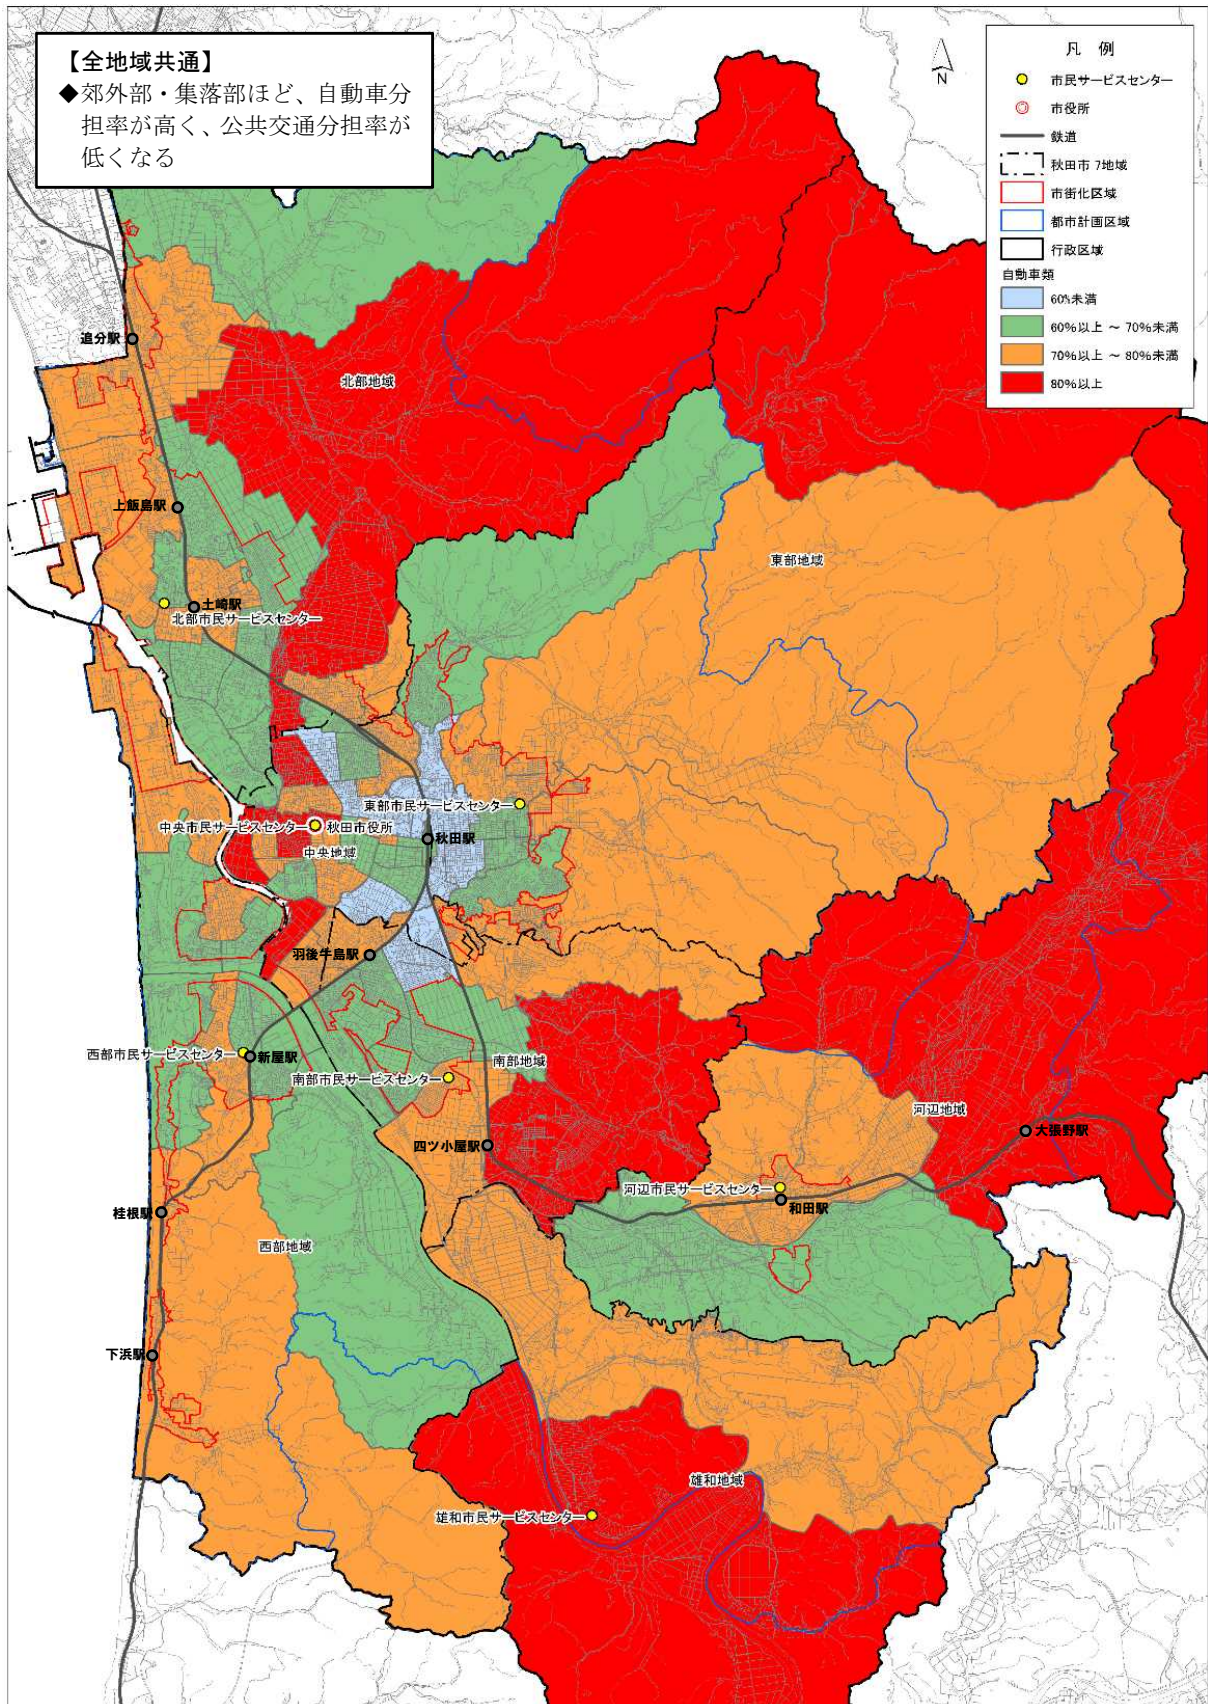 【全地域共通】
◆郊外部・集落部ほど、自動車分
担率が高く、公共交通分担率が
低くなる
N
凡 例
市民サービスセンター
市役所
鉄道
秋田市 7地域
市街化区域
都市計画区域
行政区域
自動車類
60%未満
60%以上 ～ 70%未満
70%以上 ～ 80%未満
80%以上
追分駅
北部地域
上飯島駅
東部地域
土崎駅
北部市民サービスセンター
東部市民サービスセンター
中央市民サービスセンター
秋田市役所
秋田駅
中央地域
羽後牛島駅
西部市民サービスセンター
新屋駅
南部地域
南部市民サービスセンター
河辺地域
大張野駅
四ツ小屋駅
河辺市民サービスセンター
和田駅
桂根駅
西部地域
下浜駅
雄和地域
雄和市民サービスセンター